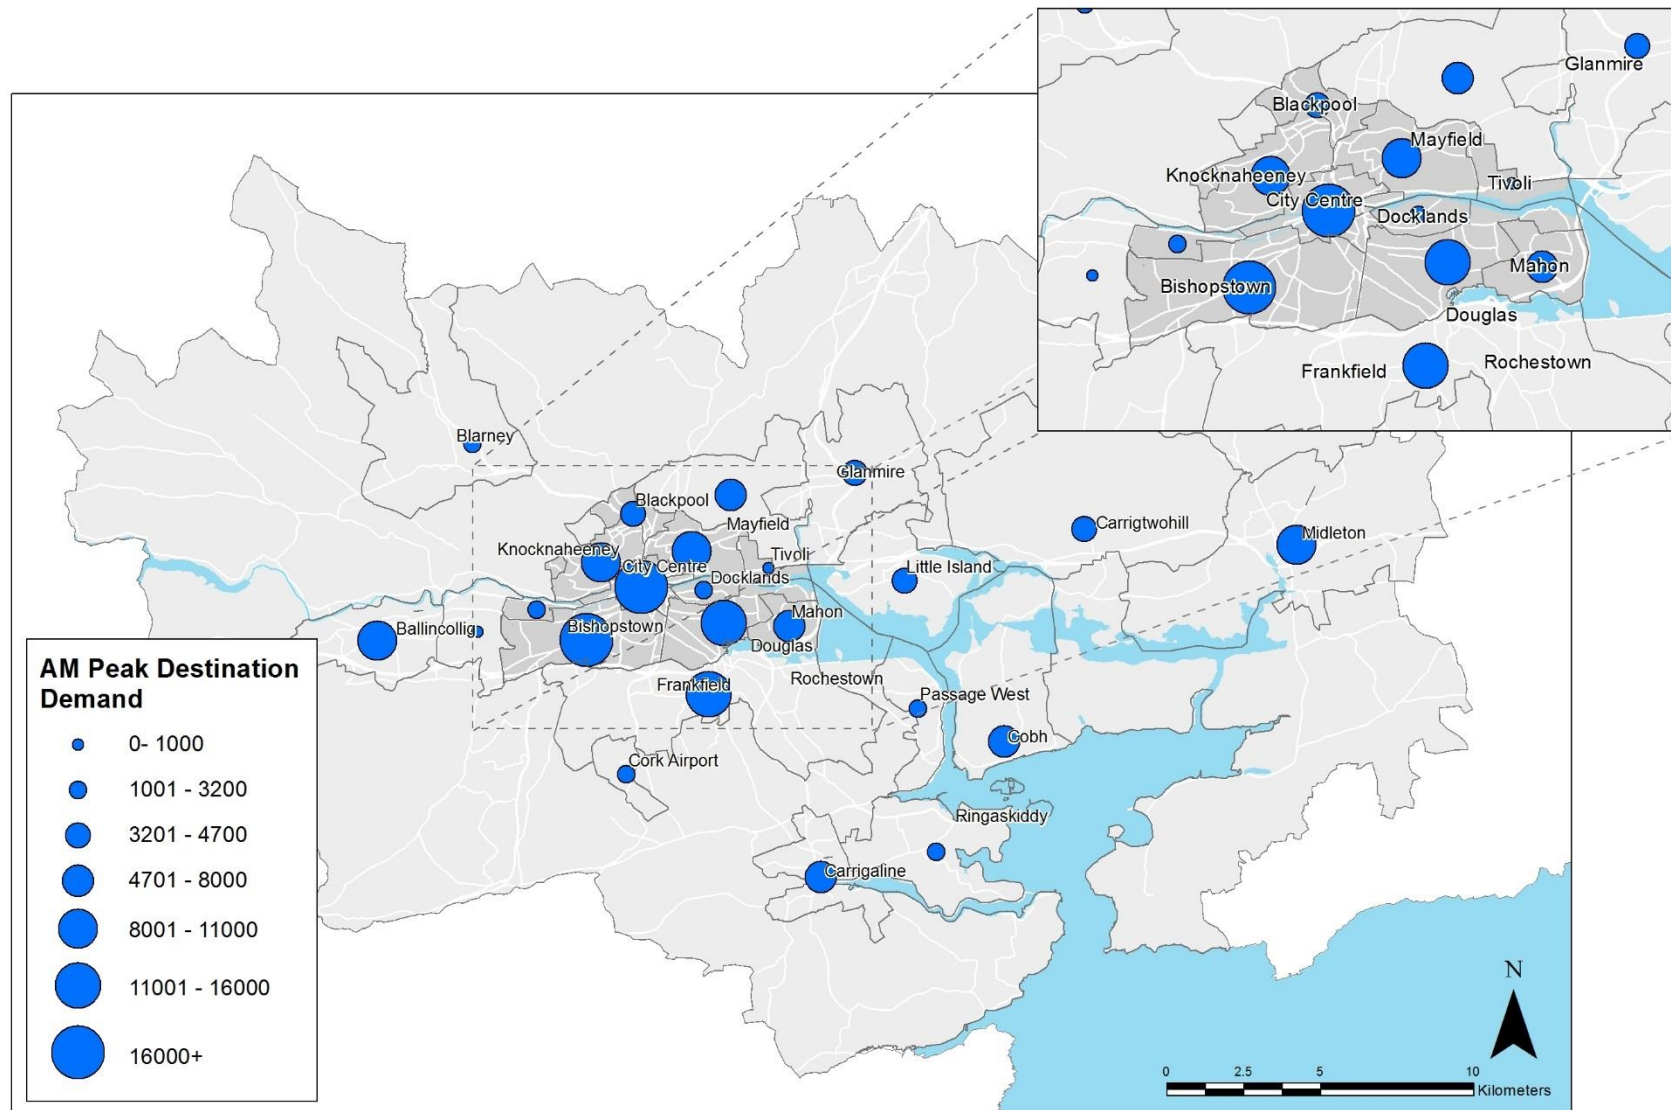 Glanmire
Blackpool
Mayfield
Knocknaheeney
Tivoli
City Centre
Docklands
Mahon
Bishopstown
Douglas
Rochestown
Frankfield
Blarney
Glanmire
Blackpool
Mayfield
Carrigtwohill
Midleton
Knocknaheeney
Tivoli
City Centre
Docklands
Little Island
Mahon
Ballincollig
Bishopstown
Douglas
Rochestown
Frankfield
Passage West
Cobh
Cork Airport
Ringaskiddy
Carrigaline
AM Peak Destination
Demand
0- 1000
1001 - 3200
3201 - 4700
4701 - 8000
8001 - 11000
11001 - 16000
16000+
N
0 2.5 5 10
Kilometers